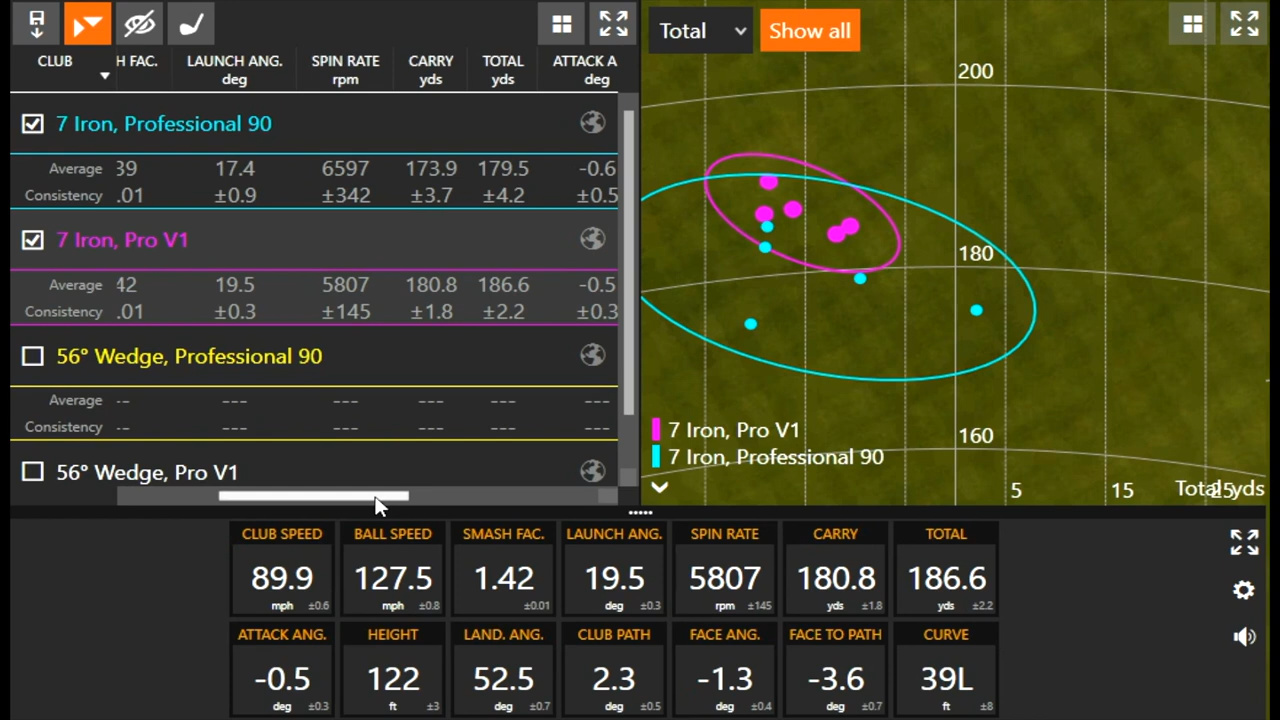 CLUB H FAC. LAUNCH ANG. deg SPIN RATE rpm CARRY yds TOTAL yds ATTACK A deg
7 Iron, Professional 90
Average 39 17.4 6597 173.9 179.5 -0.6
Consistency .01 ±0.9 ±342 ±3.7 ±4.2 ±0.5
7 Iron, Pro V1
Average 42 19.5 5807 180.8 186.6 -0.5
Consistency .01 ±0.3 ±145 ±1.8 ±2.2 ±0.3
56° Wedge, Professional 90
Average -- --- --- --- --- ---
Consistency -- --- --- --- --- ---
56° Wedge, Pro V1
Total Show all
200
180
160
7 Iron, Pro V1
7 Iron, Professional 90
5 15 25 Total yds
CLUB SPEED BALL SPEED SMASH FAC. LAUNCH ANG. SPIN RATE CARRY TOTAL
89.9 127.5 1.42 19.5 5807 180.8 186.6
mph ±0.6 mph ±0.8 ±0.01 deg ±0.3 rpm ±145 yds ±1.8 yds ±2.2
ATTACK ANG. HEIGHT LAND. ANG. CLUB PATH FACE ANG. FACE TO PATH CURVE
-0.5 122 52.5 2.3 -1.3 -3.6 39L
deg ±0.3 ft ±3 deg ±0.7 deg ±0.5 deg ±0.4 deg ±0.7 ft ±8